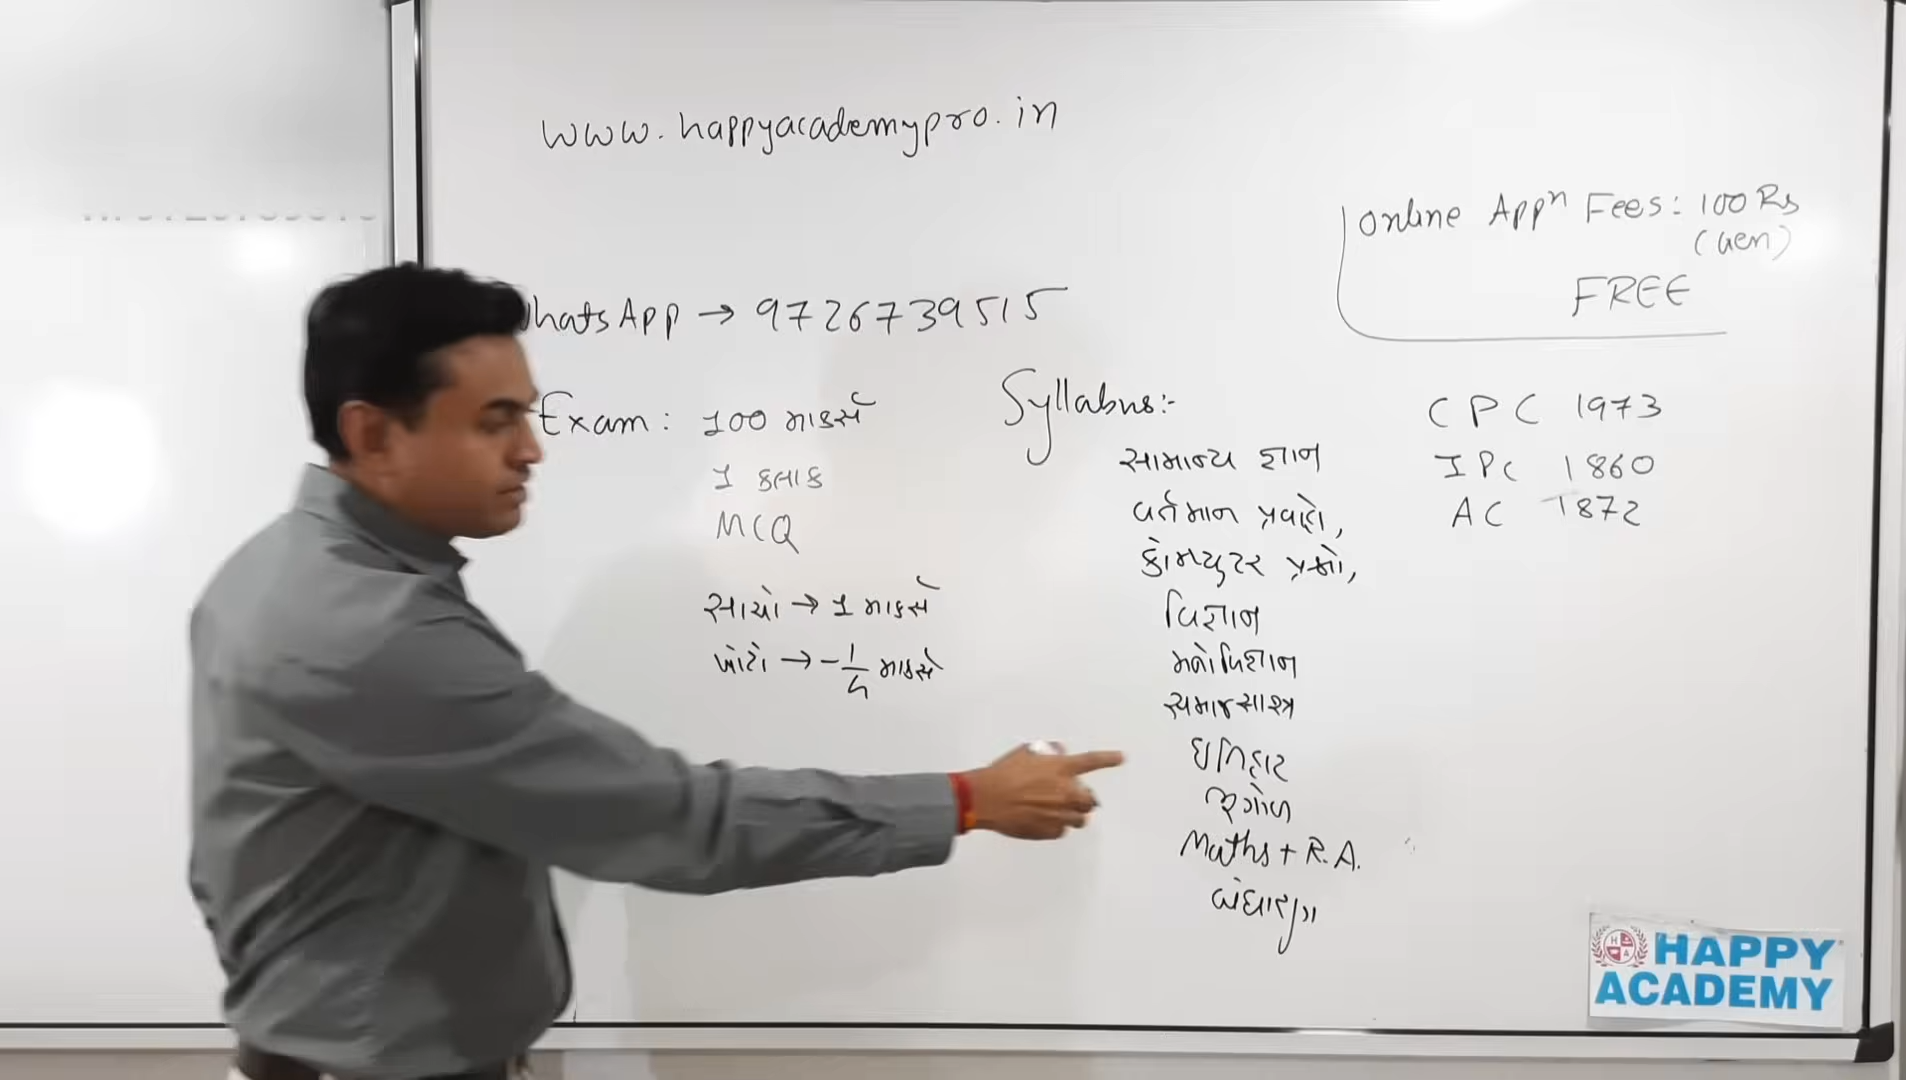 www.happyacademypro.in
Online Appⁿ Fees: 100 Rs
(Gen)
FREE
WhatsApp → 9726739515
Exam: 100 માર્ક્સ
1 કલાક
MCQ
સાચો → 1 માર્ક્સ
ખોટો → -1/4 માર્ક્સ
Syllabus:-
સામાન્ય જ્ઞાન
વર્તમાન પ્રવાહો,
કોમ્પ્યુટર પ્રશ્નો,
વિજ્ઞાન
મનોવિજ્ઞાન
સમાજશાસ્ત્ર
ઇતિહાસ
ભૂગોળ
Maths + R.A.
બંધારણ
CPC 1973
IPC 1860
AC 1872
HAPPY
ACADEMY